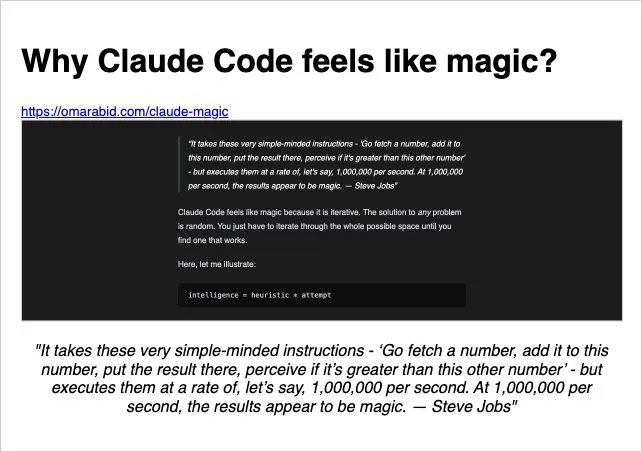 Why Claude Code feels like magic?
https://omarabid.com/claude-magic
"It takes these very simple-minded instructions - 'Go fetch a number, add it to
this number, put the result there, perceive if it's greater than this other number'
- but executes them at a rate of, let's say, 1,000,000 per second. At 1,000,000
per second, the results appear to be magic. — Steve Jobs"
Claude Code feels like magic because it is iterative. The solution to any problem
is random. You just have to iterate through the whole possible space until you
find one that works.
Here, let me illustrate:
intelligence = heuristic * attempt
"It takes these very simple-minded instructions - ‘Go fetch a number, add it to this
number, put the result there, perceive if it’s greater than this other number’ - but
executes them at a rate of, let’s say, 1,000,000 per second. At 1,000,000 per
second, the results appear to be magic. — Steve Jobs"